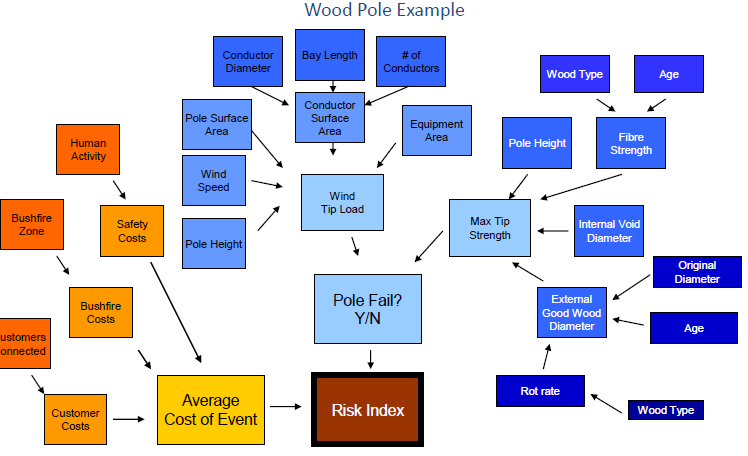 Wood Pole Example
Conductor
Diameter
Bay Length
# of
Conductors
Wood Type
Age
Pole Surface
Area
Conductor
Surface
Area
Equipment
Area
Pole Height
Fibre
Strength
Human
Activity
Wind
Speed
Wind
Tip Load
Bushfire
Zone
Safety
Costs
Pole Height
Max Tip
Strength
Internal Void
Diameter
Original
Diameter
Bushfire
Costs
Pole Fail?
Y/N
External
Good Wood
Diameter
Age
ustomers
onnected
Average
Cost of Event
Risk Index
Rot rate
Wood Type
Customer
Costs